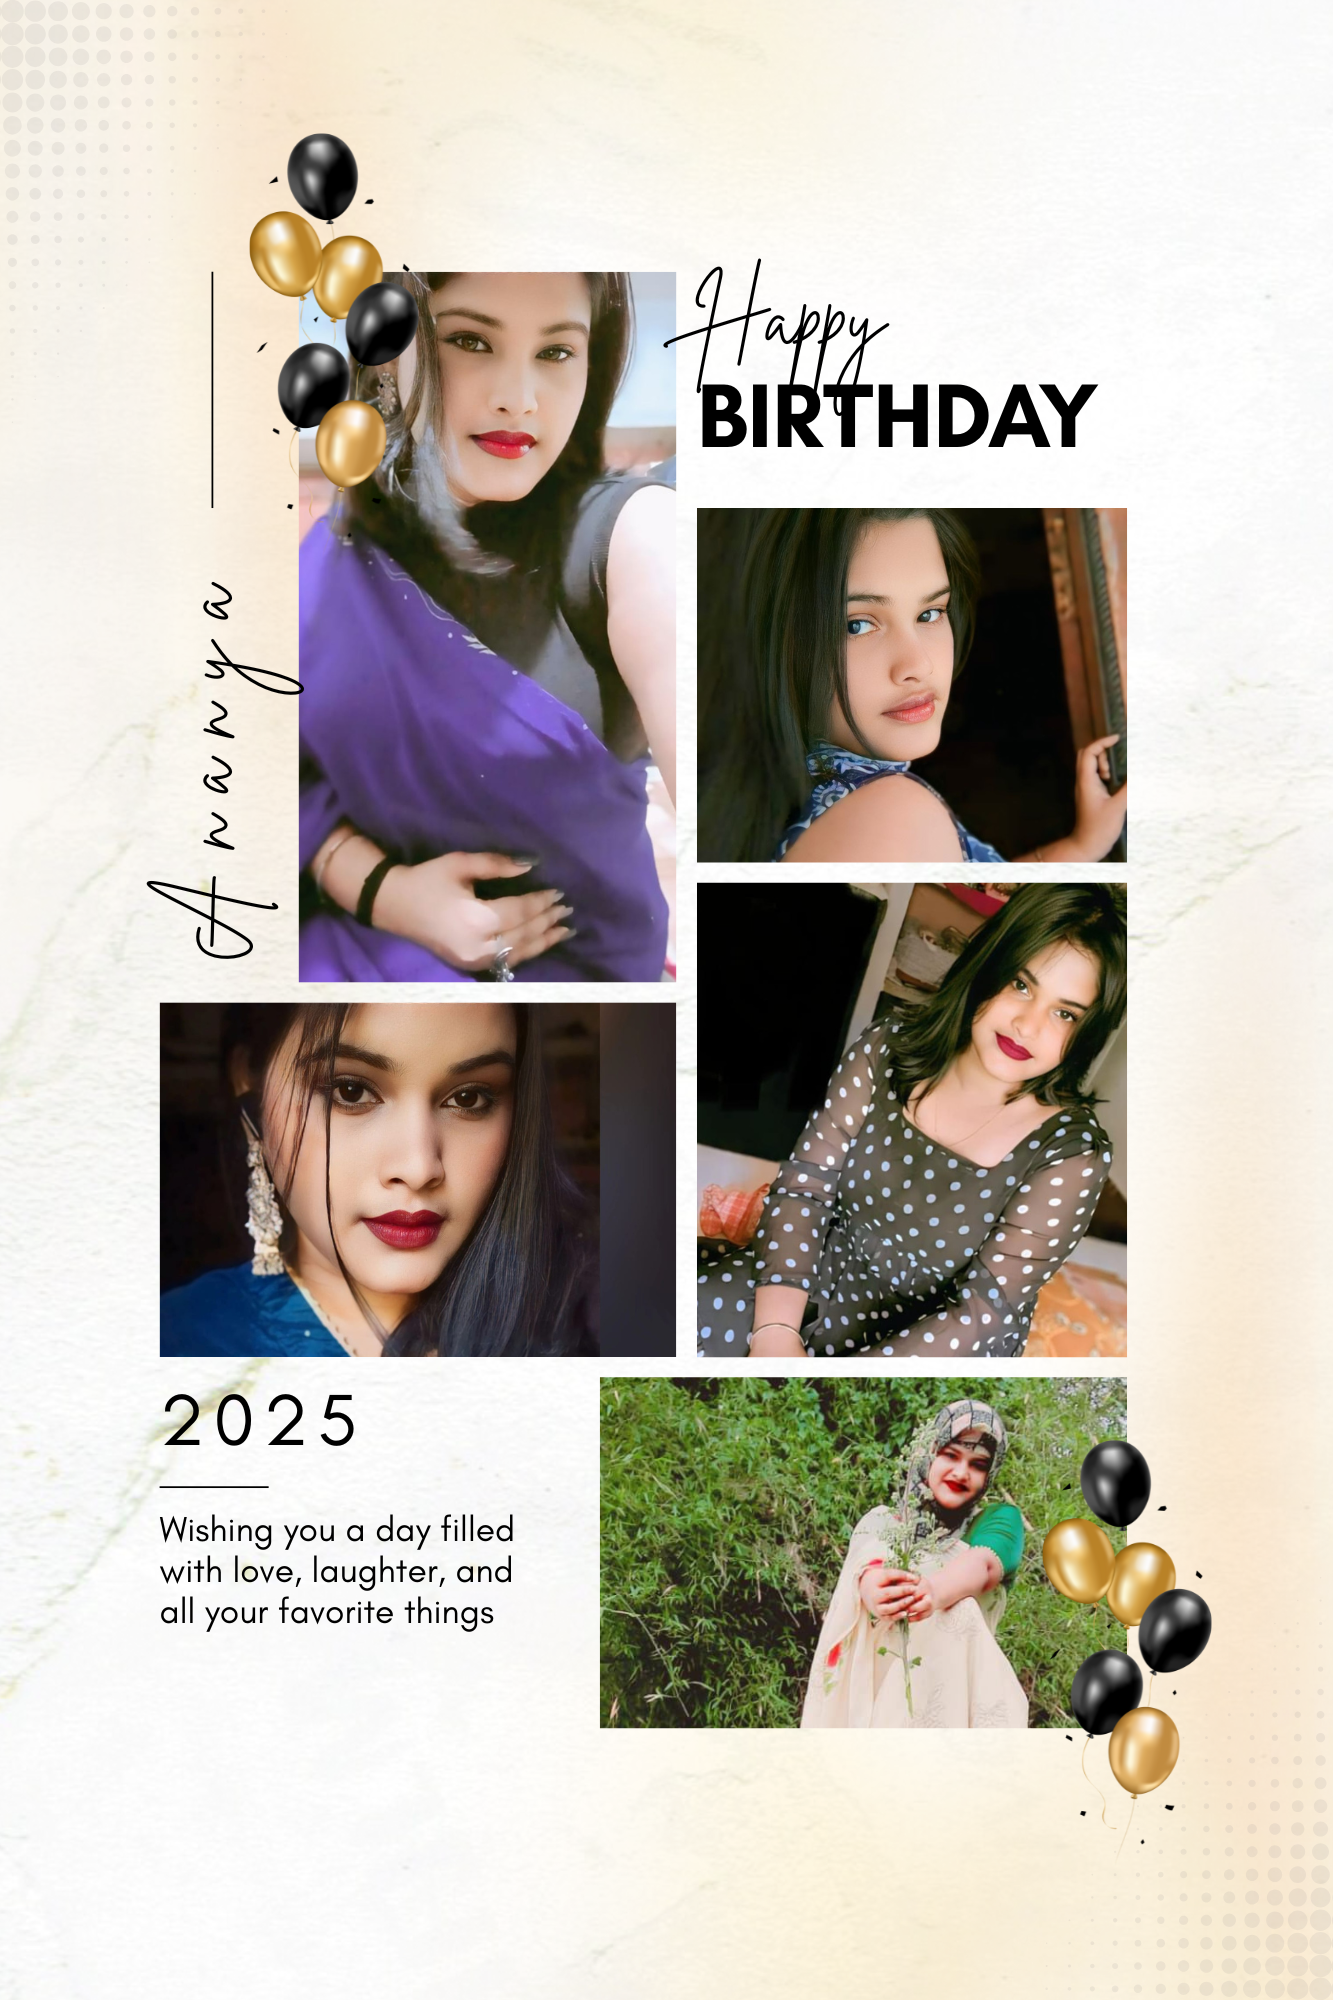 Happy
BIRTHDAY
Ananya
2025
Wishing you a day filled
with love, laughter, and
all your favorite things